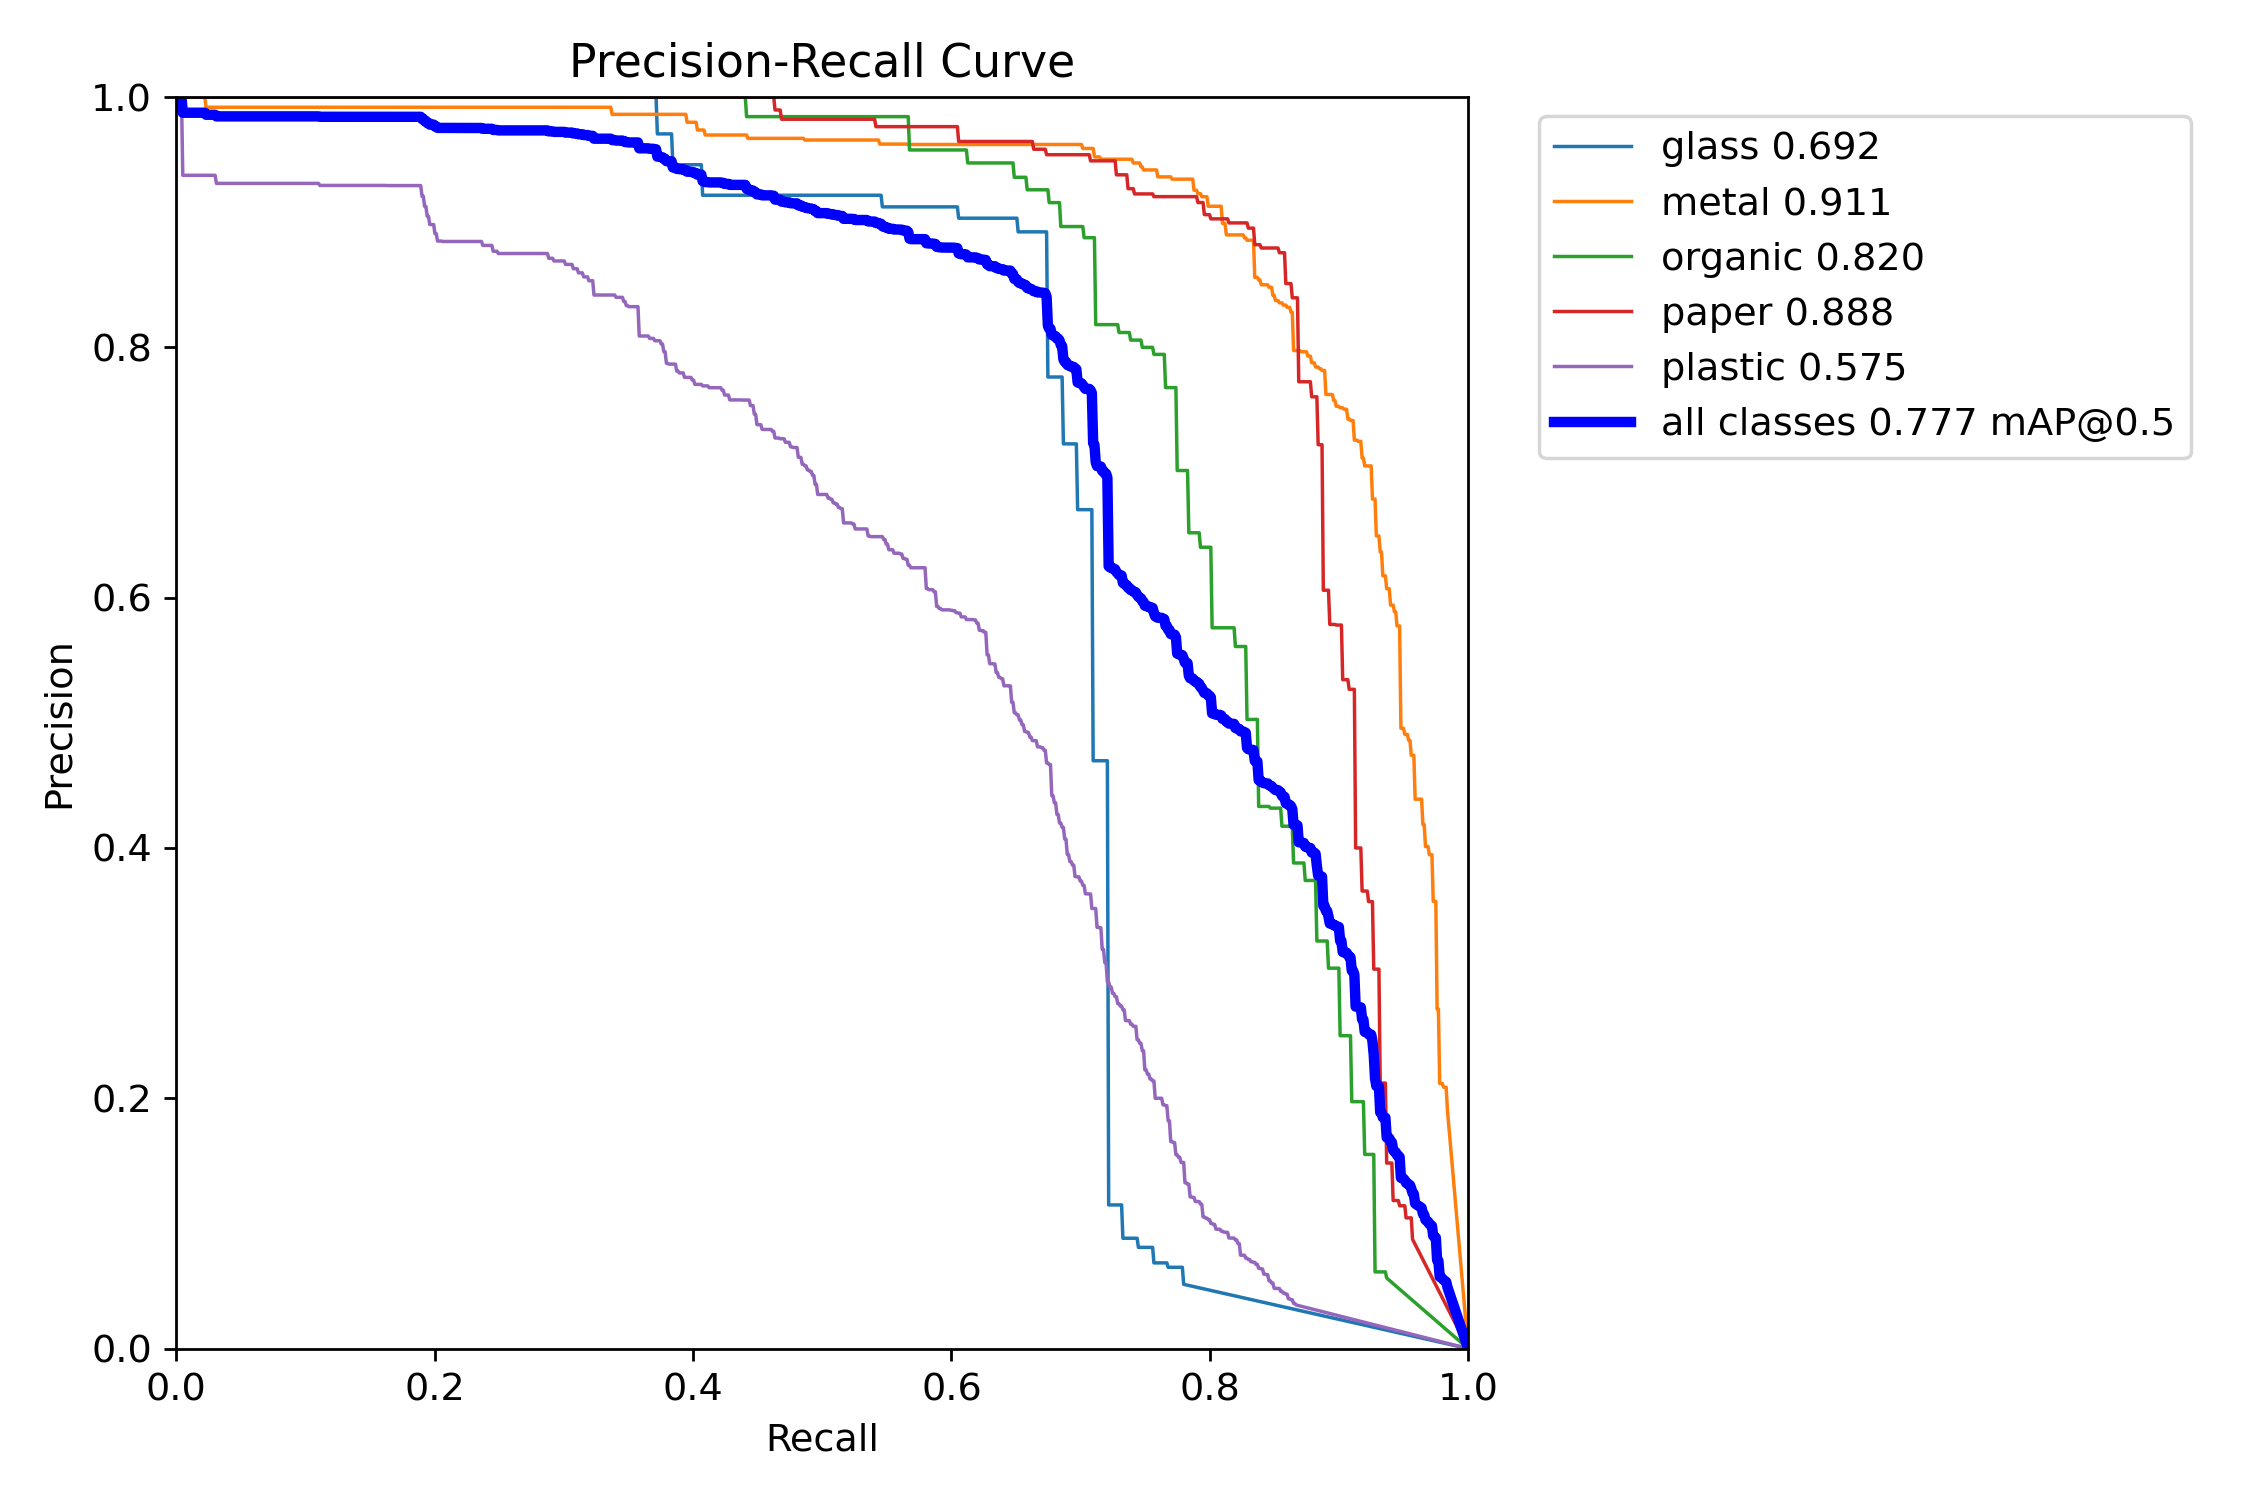 Precision-Recall Curve
1.0
0.8
0.6
0.4
0.2
0.0
Precision
0.0 0.2 0.4 0.6 0.8 1.0
Recall
glass 0.692
metal 0.911
organic 0.820
paper 0.888
plastic 0.575
all classes 0.777 mAP@0.5